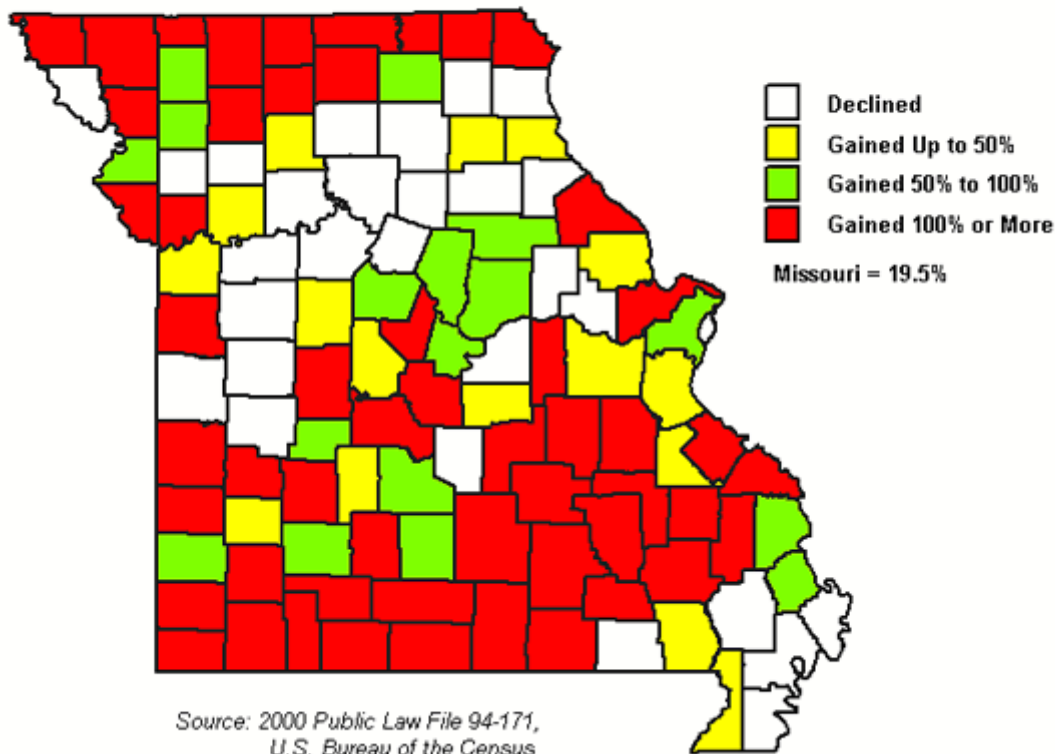 Declined
Gained Up to 50%
Gained 50% to 100%
Gained 100% or More
Missouri = 19.5%
Source: 2000 Public Law File 94-171,
U.S. Bureau of the Census